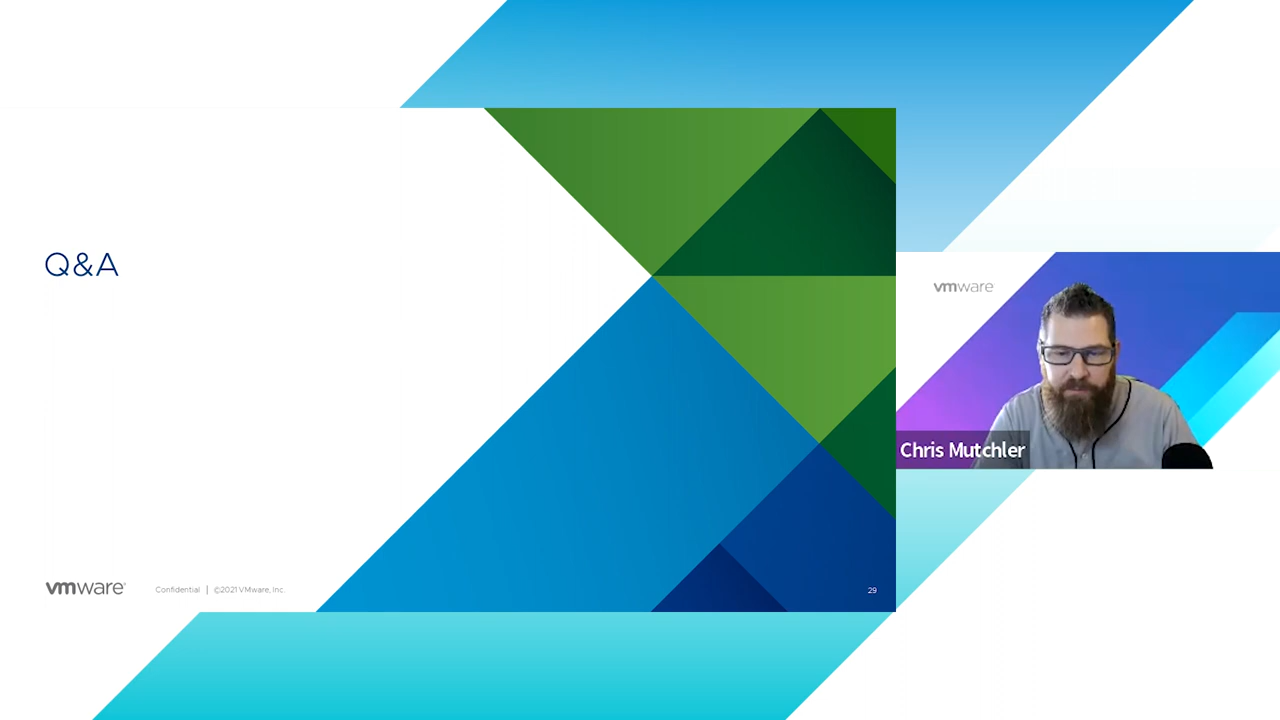 Q&A
vmware
Chris Mutchler
vmware®
Confidential | ©2021 VMware, Inc.
29